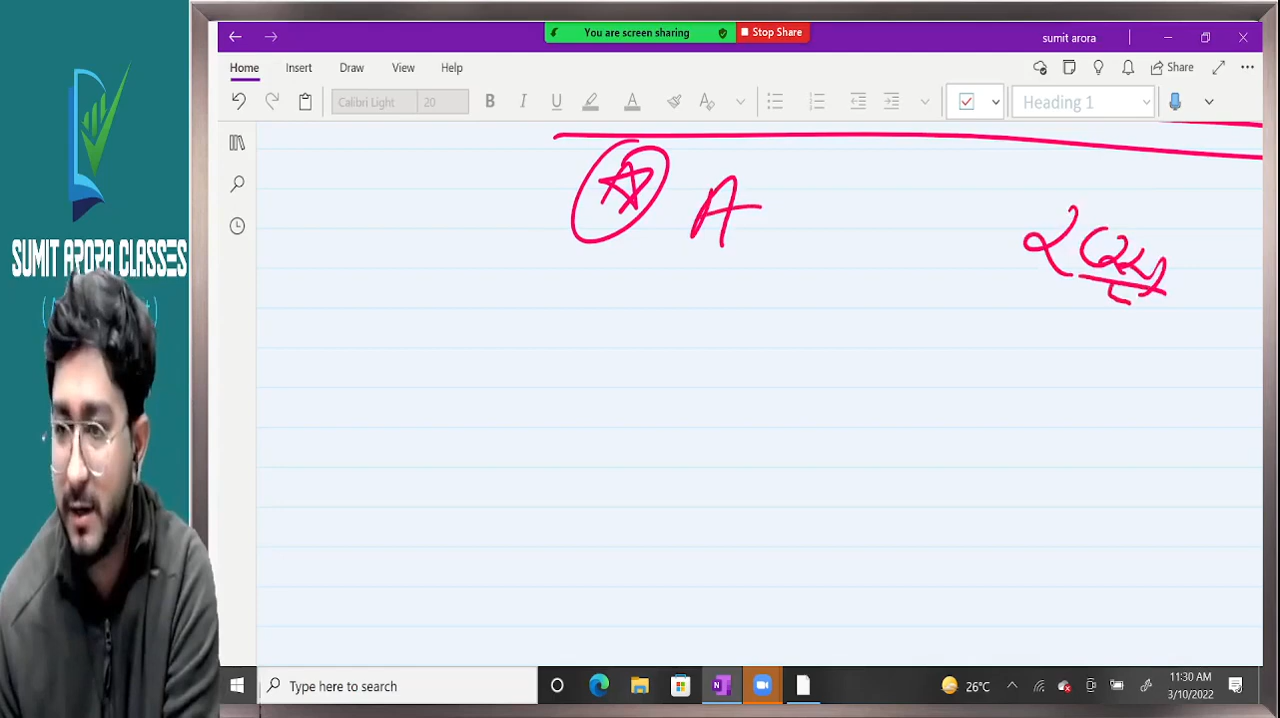 You are screen sharing
Stop Share
sumit arora
Home Insert Draw View Help
Share
Calibri Light 20 B I U A
Heading 1
A
SUMIT ARORA CLASSES
Type here to search
26°C
11:30 AM
3/10/2022